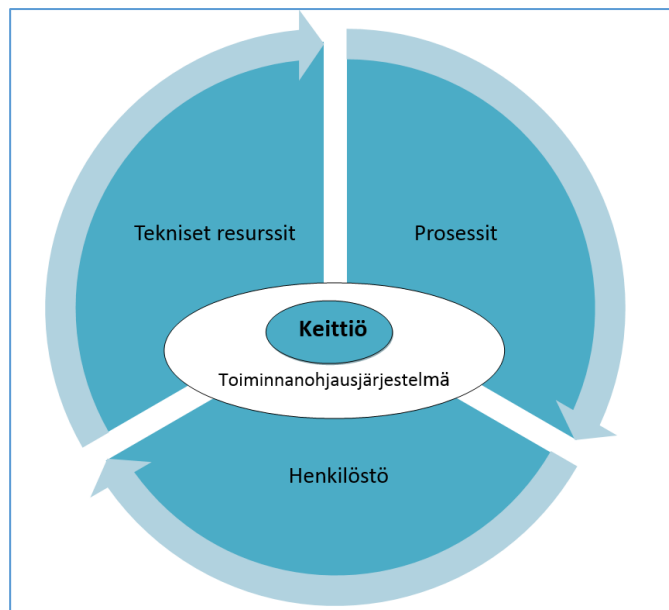 Tekniset resurssit
Prosessit
Keittiö
Toiminnanohjausjärjestelmä
Henkilöstö